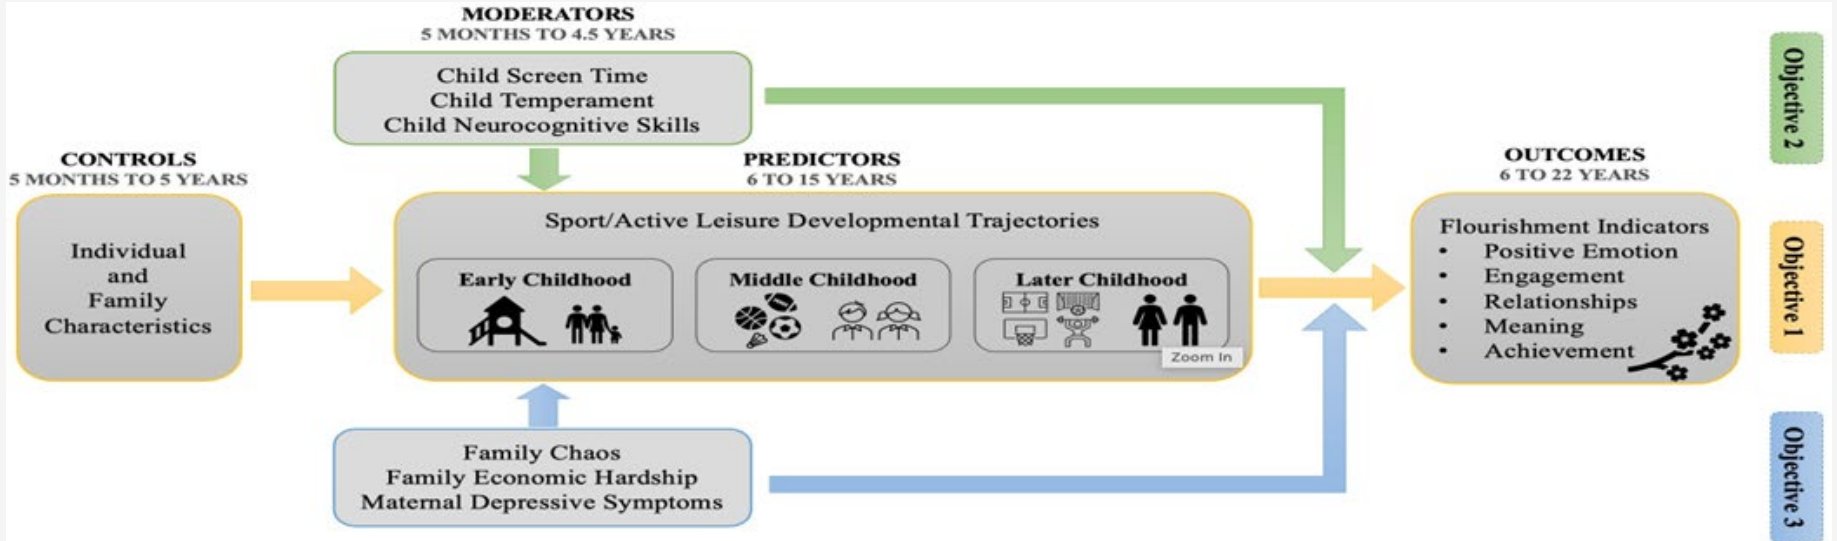 MODERATORS
5 MONTHS TO 4.5 YEARS
Child Screen Time
Child Temperament
Child Neurocognitive Skills
CONTROLS
5 MONTHS TO 5 YEARS
Individual
and
Family
Characteristics
PREDICTORS
6 TO 15 YEARS
Sport/Active Leisure Developmental Trajectories
Early Childhood
Middle Childhood
Later Childhood
Zoom In
Family Chaos
Family Economic Hardship
Maternal Depressive Symptoms
OUTCOMES
6 TO 22 YEARS
Flourishment Indicators
• Positive Emotion
• Engagement
• Relationships
• Meaning
• Achievement
Objective 2
Objective 1
Objective 3